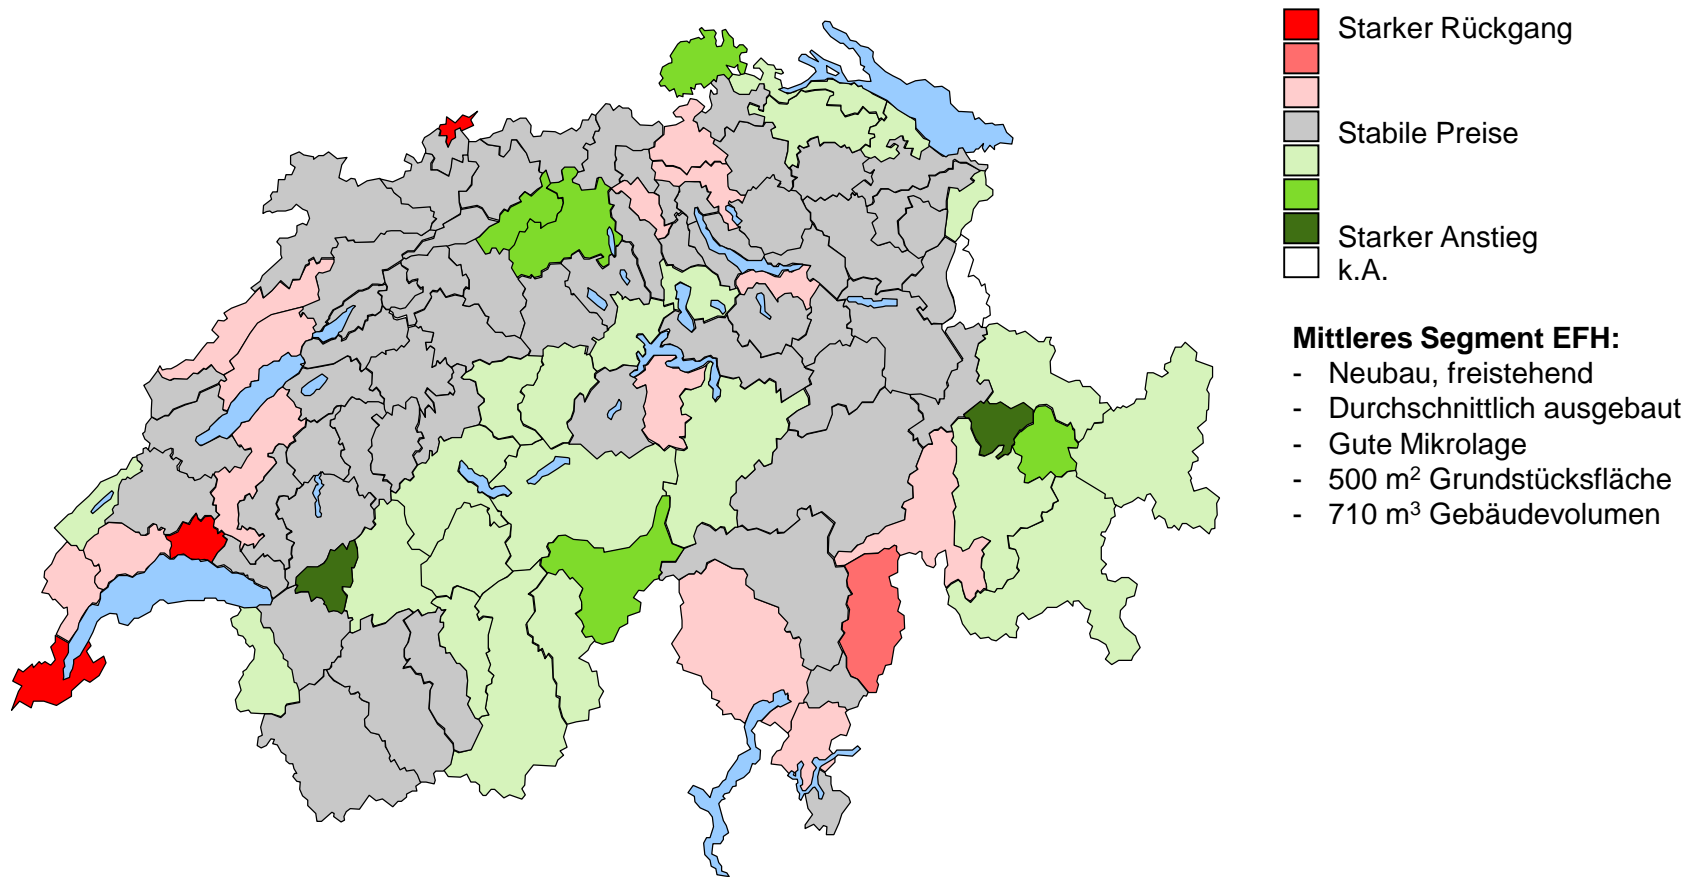 Starker Rückgang
Stabile Preise
Starker Anstieg
k.A.
Mittleres Segment EFH:
- Neubau, freistehend
- Durchschnittlich ausgebaut
- Gute Mikrolage
- 500 m² Grundstücksfläche
- 710 m³ Gebäudevolumen